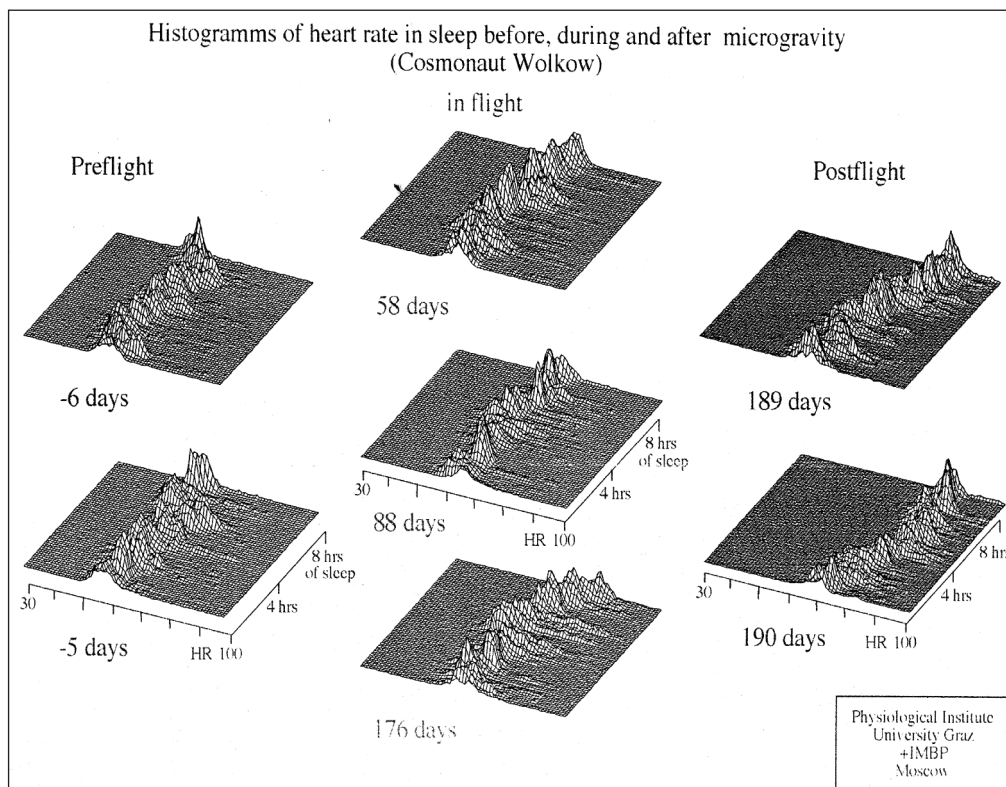 Histogramms of heart rate in sleep before, during and after microgravity
(Cosmonaut Wolkow)
in flight
Preflight
Postflight
58 days
-6 days
189 days
30
4 hrs
8 hrs
of sleep
HR 100
88 days
30
4 hrs
8 hrs
of sleep
HR 100
-5 days
30
4 hrs
8 hrs
HR 100
190 days
176 days
Physiological Institute
University Graz
+IMBP
Moscow